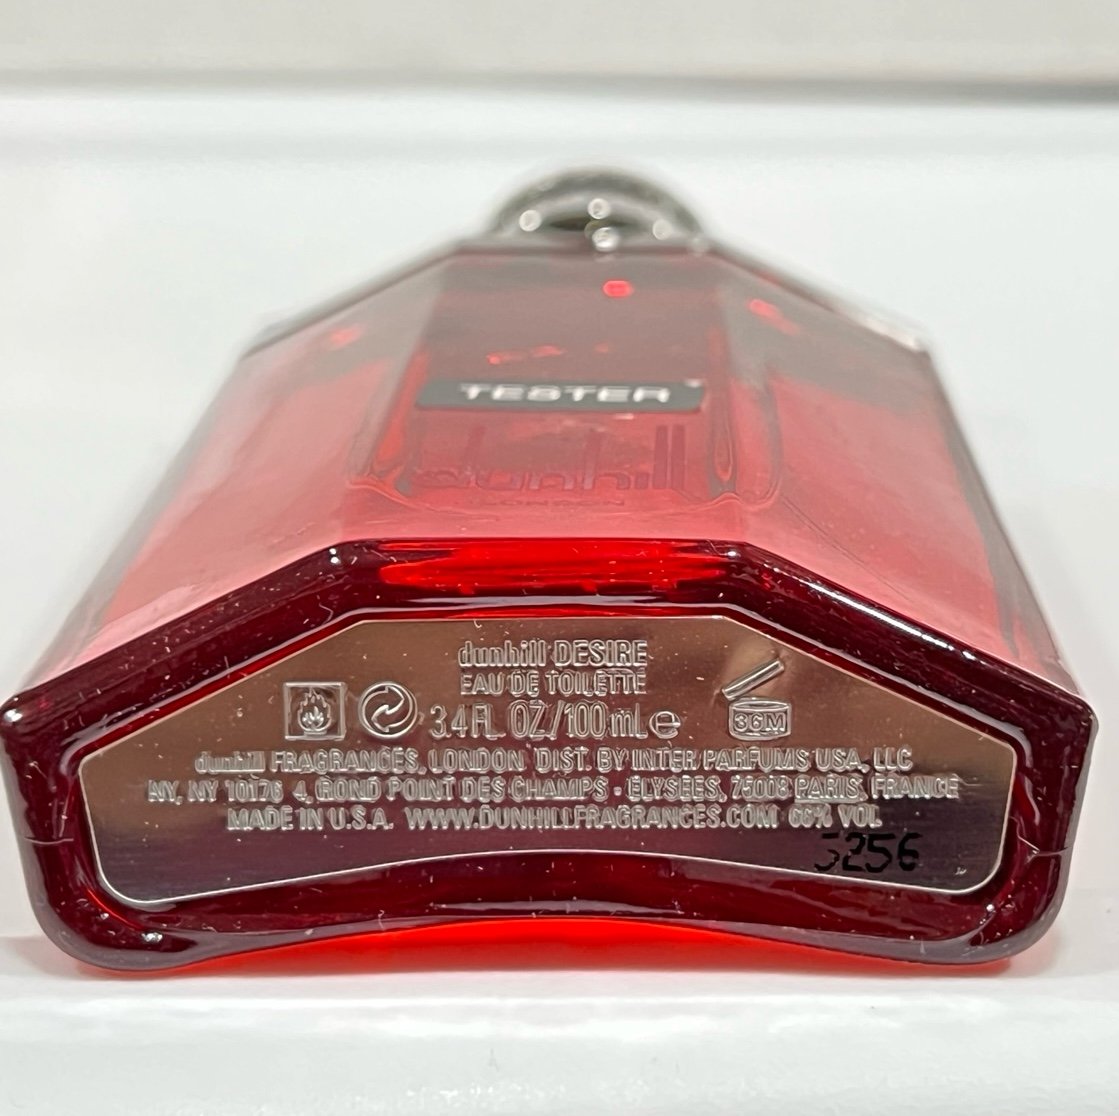 TESTER
dunhill
LONDON
dunhill DESIRE
EAU DE TOILETTE
3.4 FL. OZ/100 mL e
36M
dunhill FRAGRANCES, LONDON DIST. BY INTER PARFUMS USA, LLC
NY, NY 10176 4, ROND POINT DES CHAMPS - ELYSEES, 75008 PARIS, FRANCE
MADE IN U.S.A. WWW.DUNHILLFRAGRANCES.COM 66% VOL.
5256